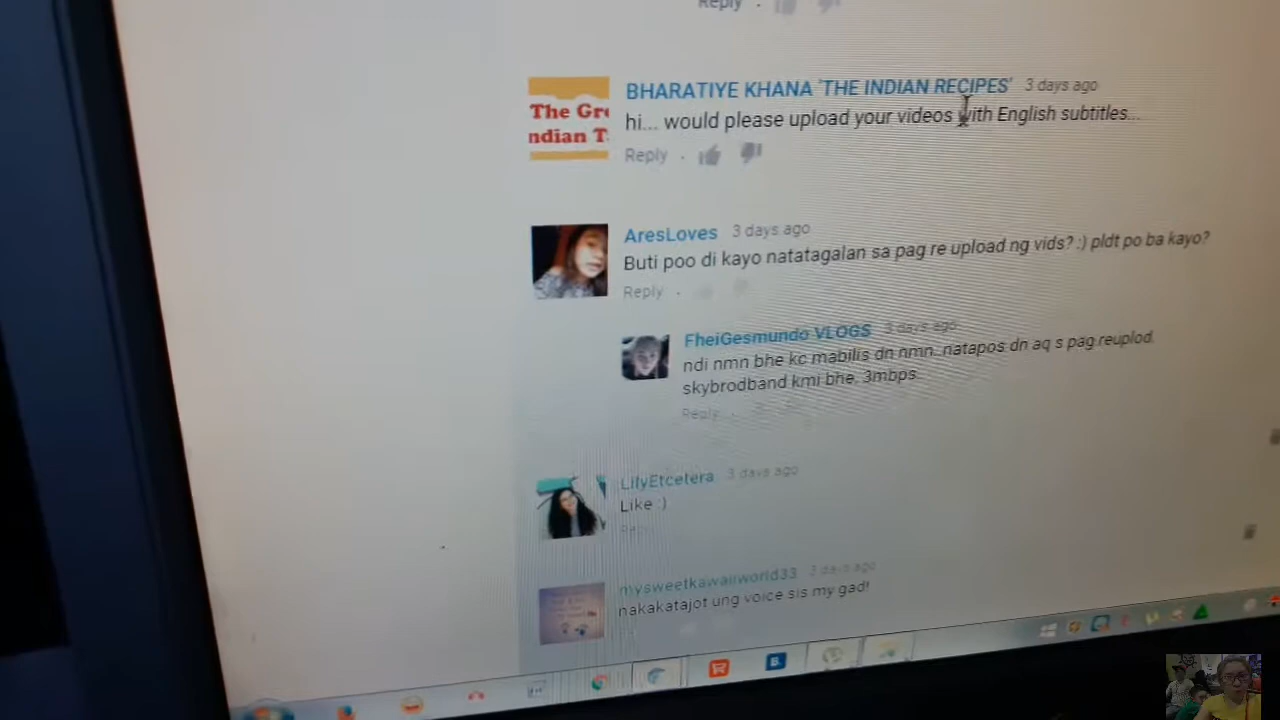 Reply
BHARATIYE KHANA 'THE INDIAN RECIPES' 3 days ago
The Gre
ndian T
hi... would please upload your videos with English subtitles...
Reply
AresLoves 3 days ago
Buti poo di kayo natatagalan sa pag re upload ng vids? :) pldt po ba kayo?
Reply
FheiGesmundo VLOGS 3 days ago
ndi nmn bhe kc mabilis dn nmn..natapos dn aq s pag reuplod.
skybrodband kmi bhe. 3mbps..
Reply
LilyEtcetera 3 days ago
Like :)
Reply
mysweetkawaiiworld33 3 days ago
nakakatajot ung voice sis my gad!
B.